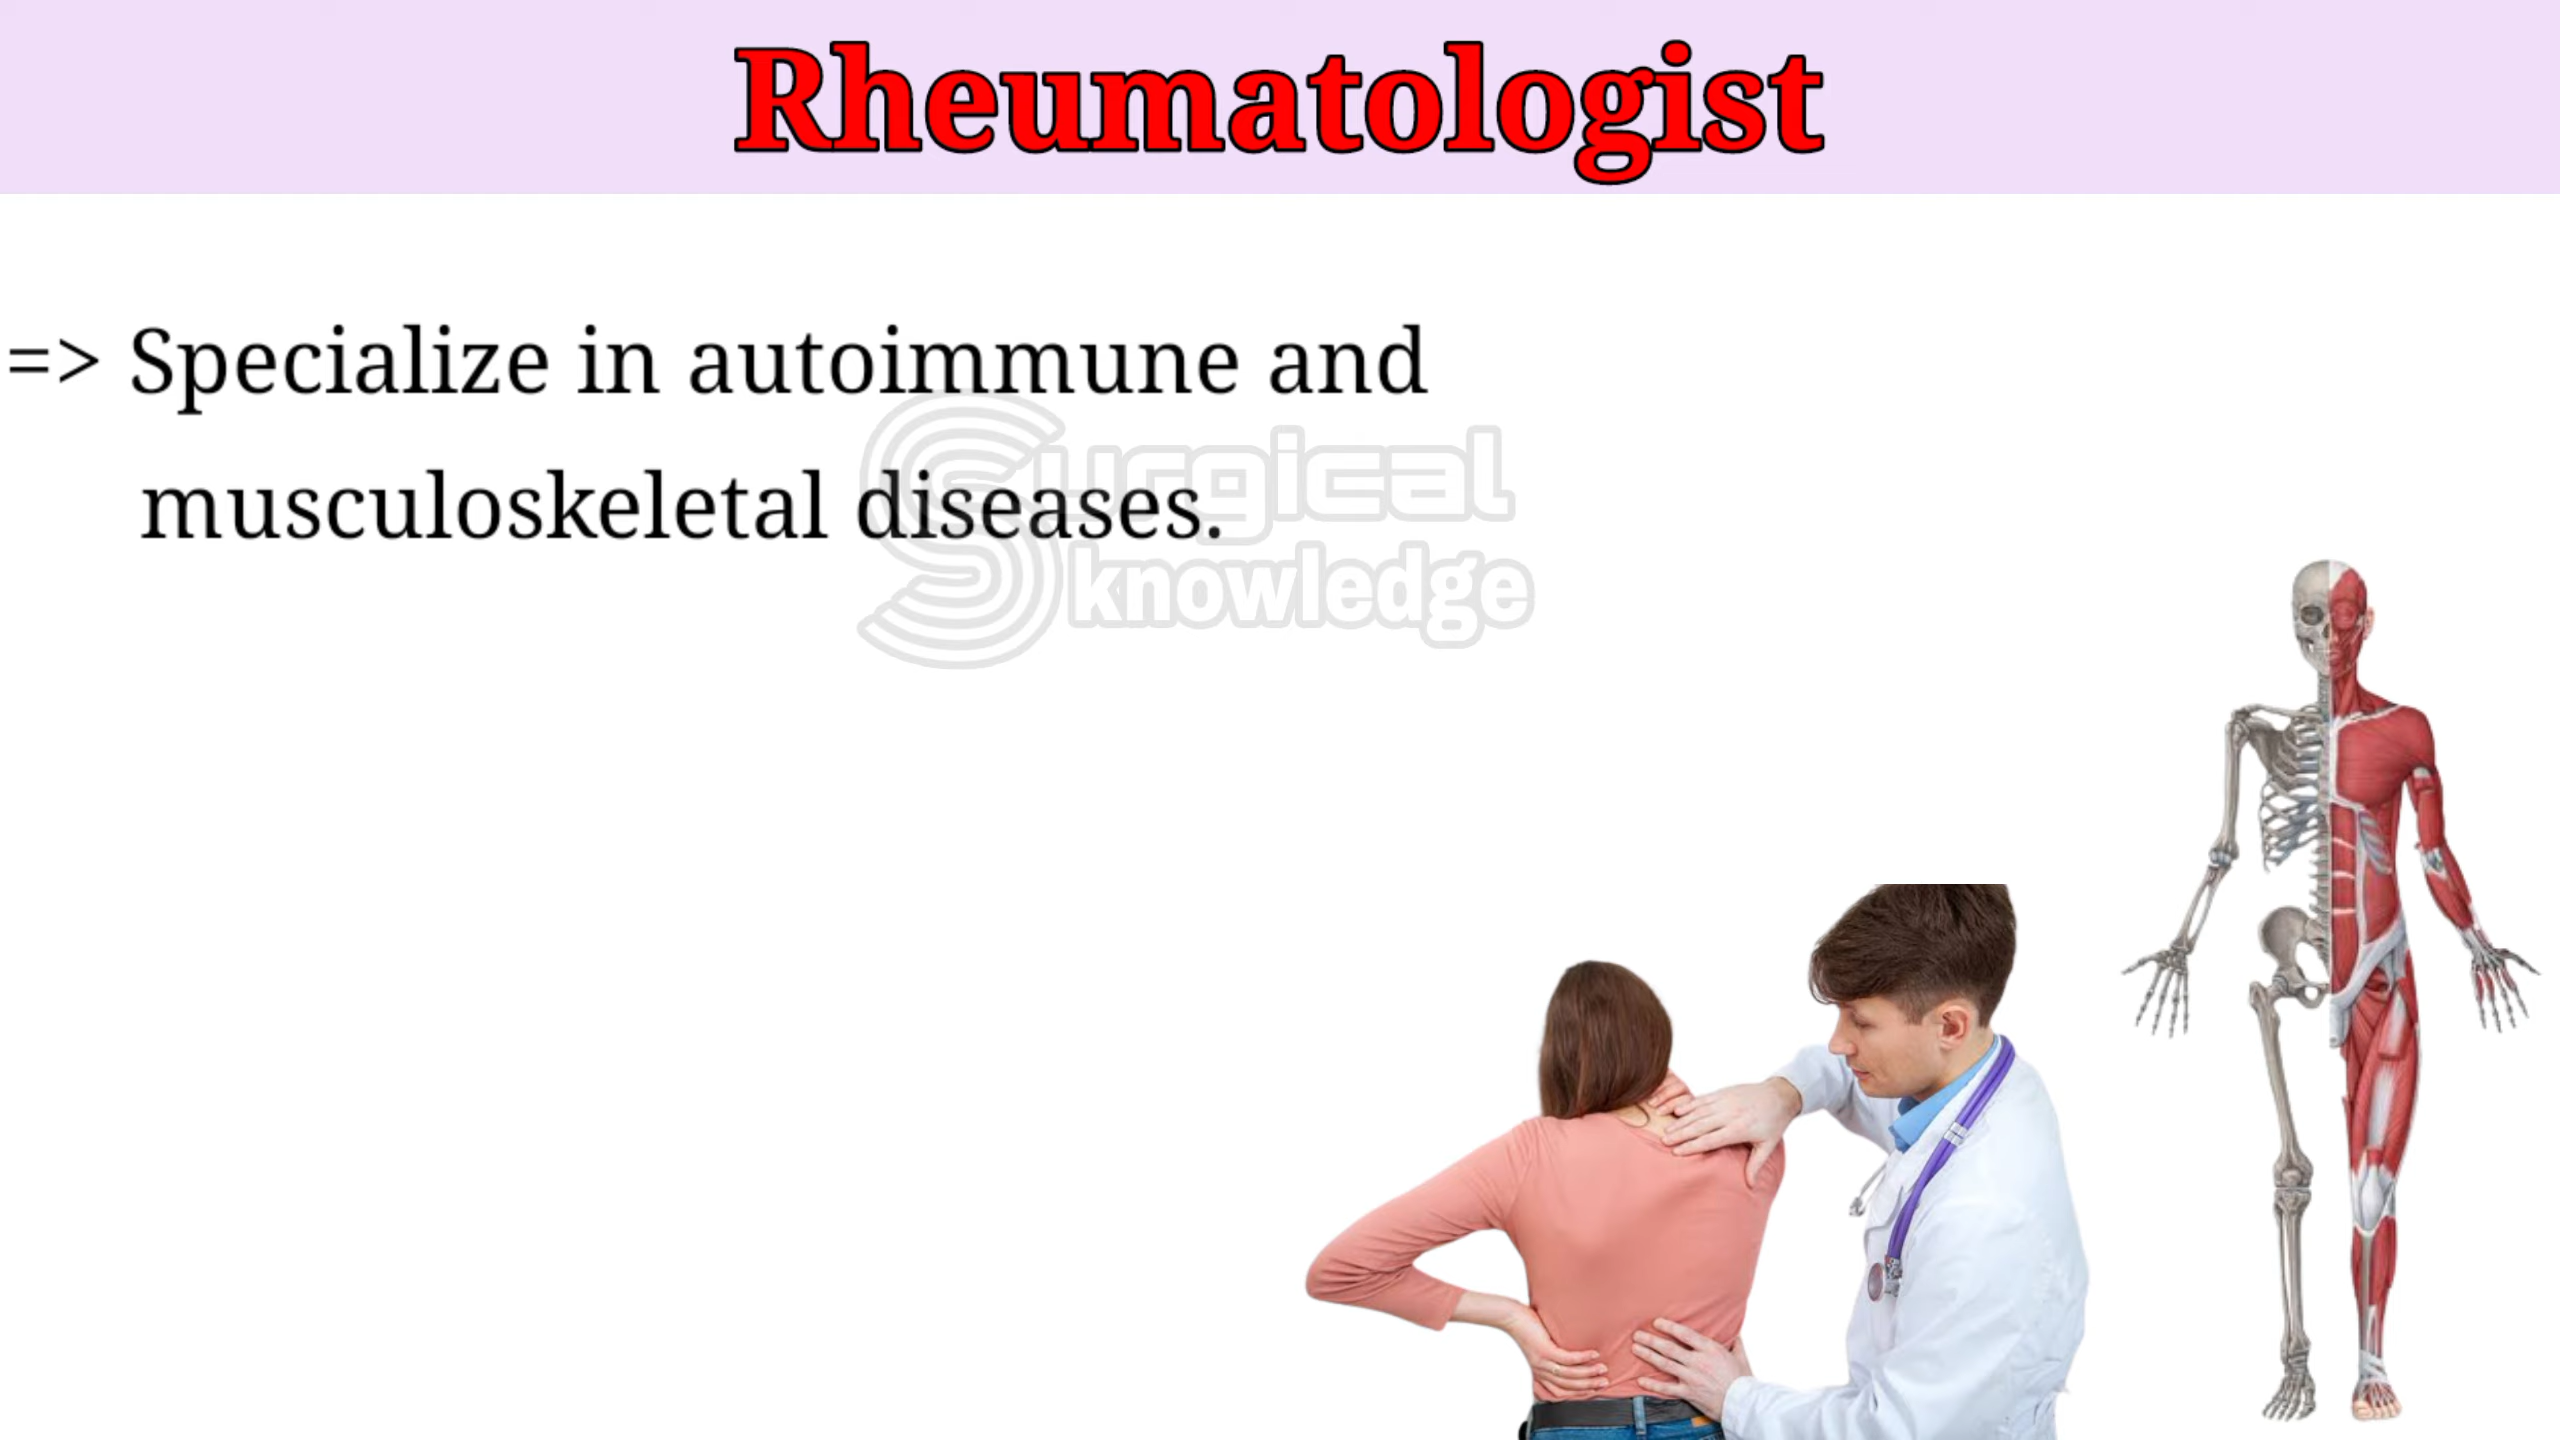 Rheumatologist
=> Specialize in autoimmune and
musculoskeletal diseases.
Surgical
knowledge